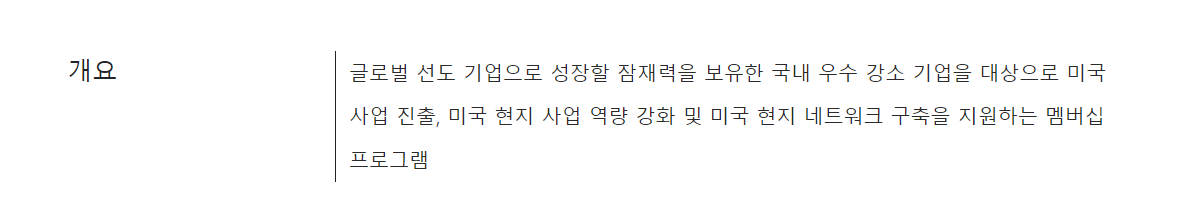 개요
글로벌 선도 기업으로 성장할 잠재력을 보유한 국내 우수 강소 기업을 대상으로 미국
사업 진출, 미국 현지 사업 역량 강화 및 미국 현지 네트워크 구축을 지원하는 멤버십
프로그램